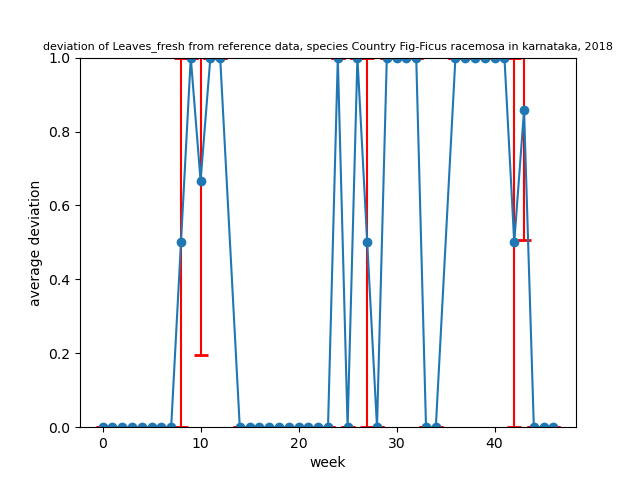 deviation of Leaves_fresh from reference data, species Country Fig-Ficus racemosa in karnataka, 2018
1.0
0.8
0.6
0.4
0.2
0.0
average deviation
0 10 20 30 40
week